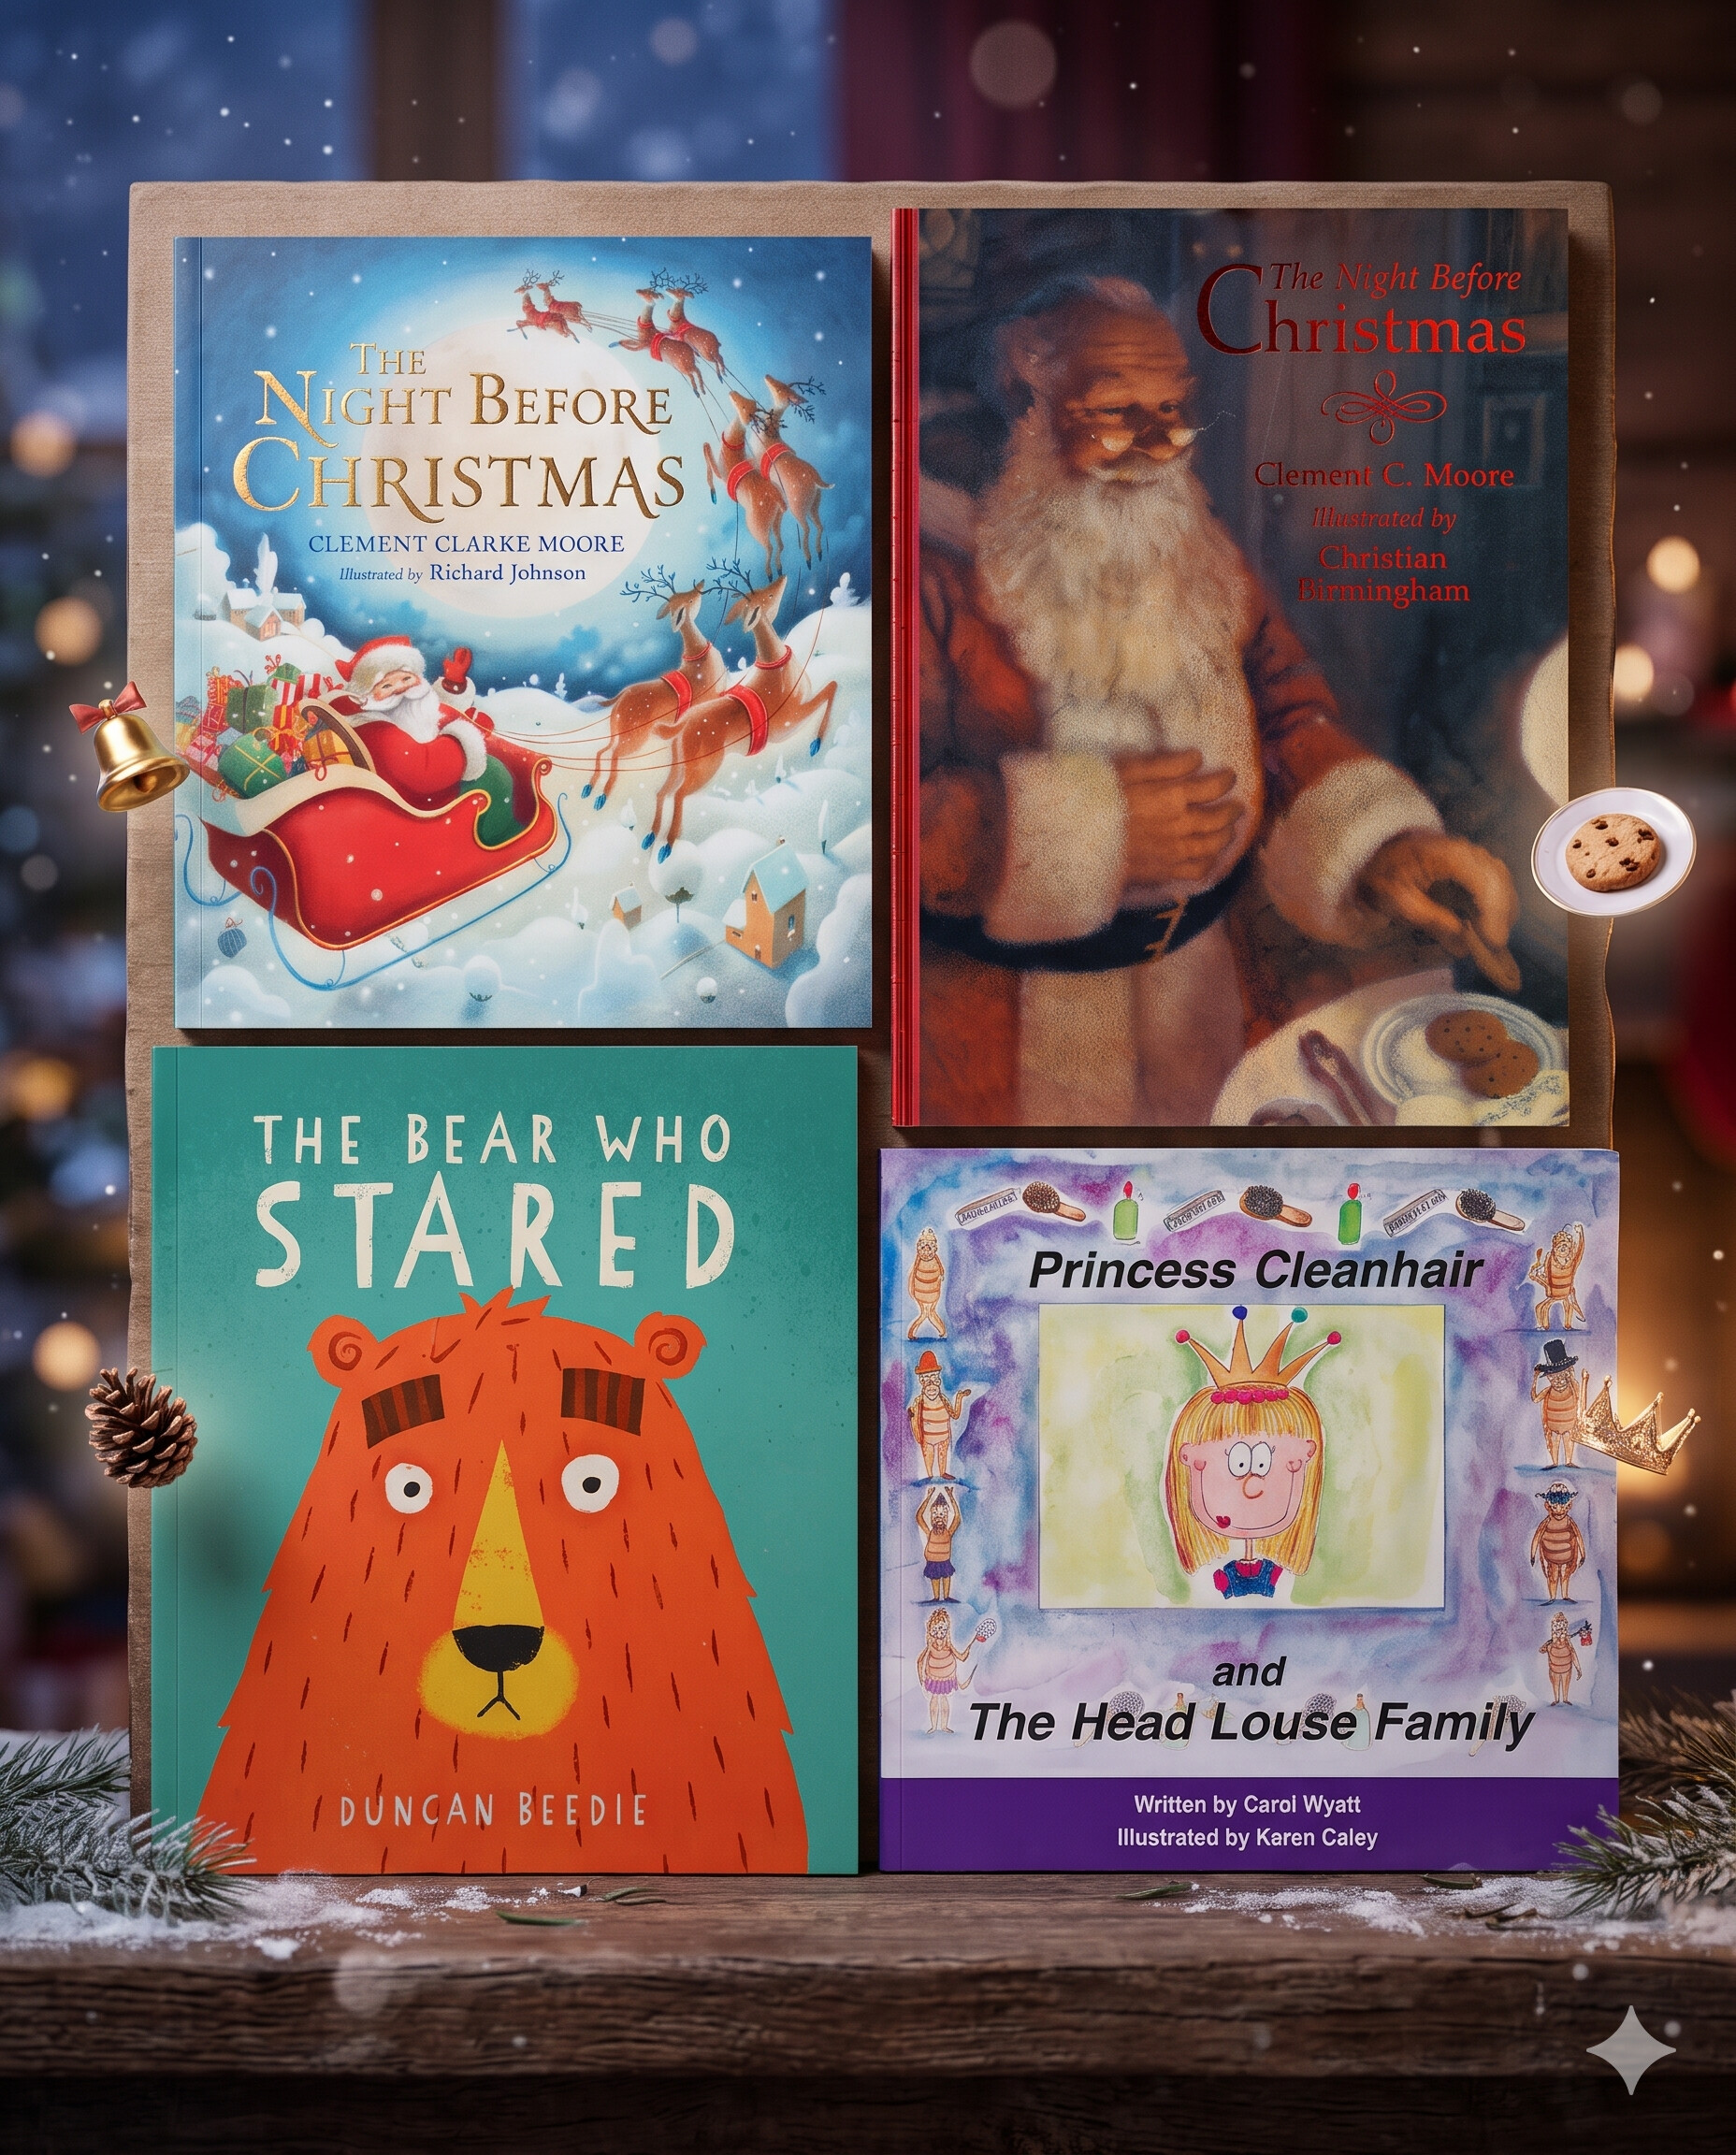 THE
NIGHT BEFORE
CHRISTMAS
CLEMENT CLARKE MOORE
Illustrated by Richard Johnson
The Night Before
Christmas
Clement C. Moore
illustrated by
Christian
Birmingham
THE BEAR WHO
STARED
DUNCAN BEEDIE
Princess Cleanhair
and
The Head Louse Family
Written by Carol Wyatt
Illustrated by Karen Caley